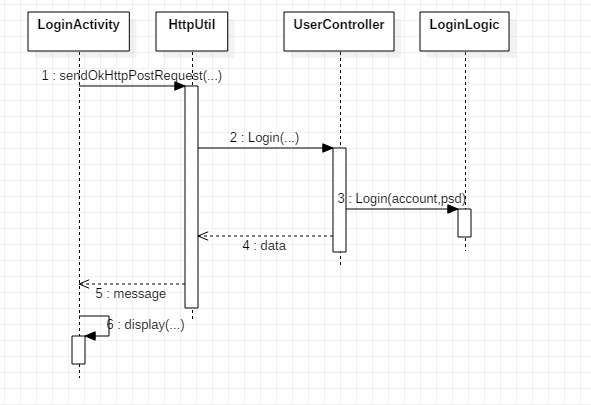 LoginActivity
HttpUtil
UserController
LoginLogic
1 : sendOkHttpPostRequest(...)
2 : Login(...)
3 : Login(account,psd)
4 : data
5 : message
6 : display(...)